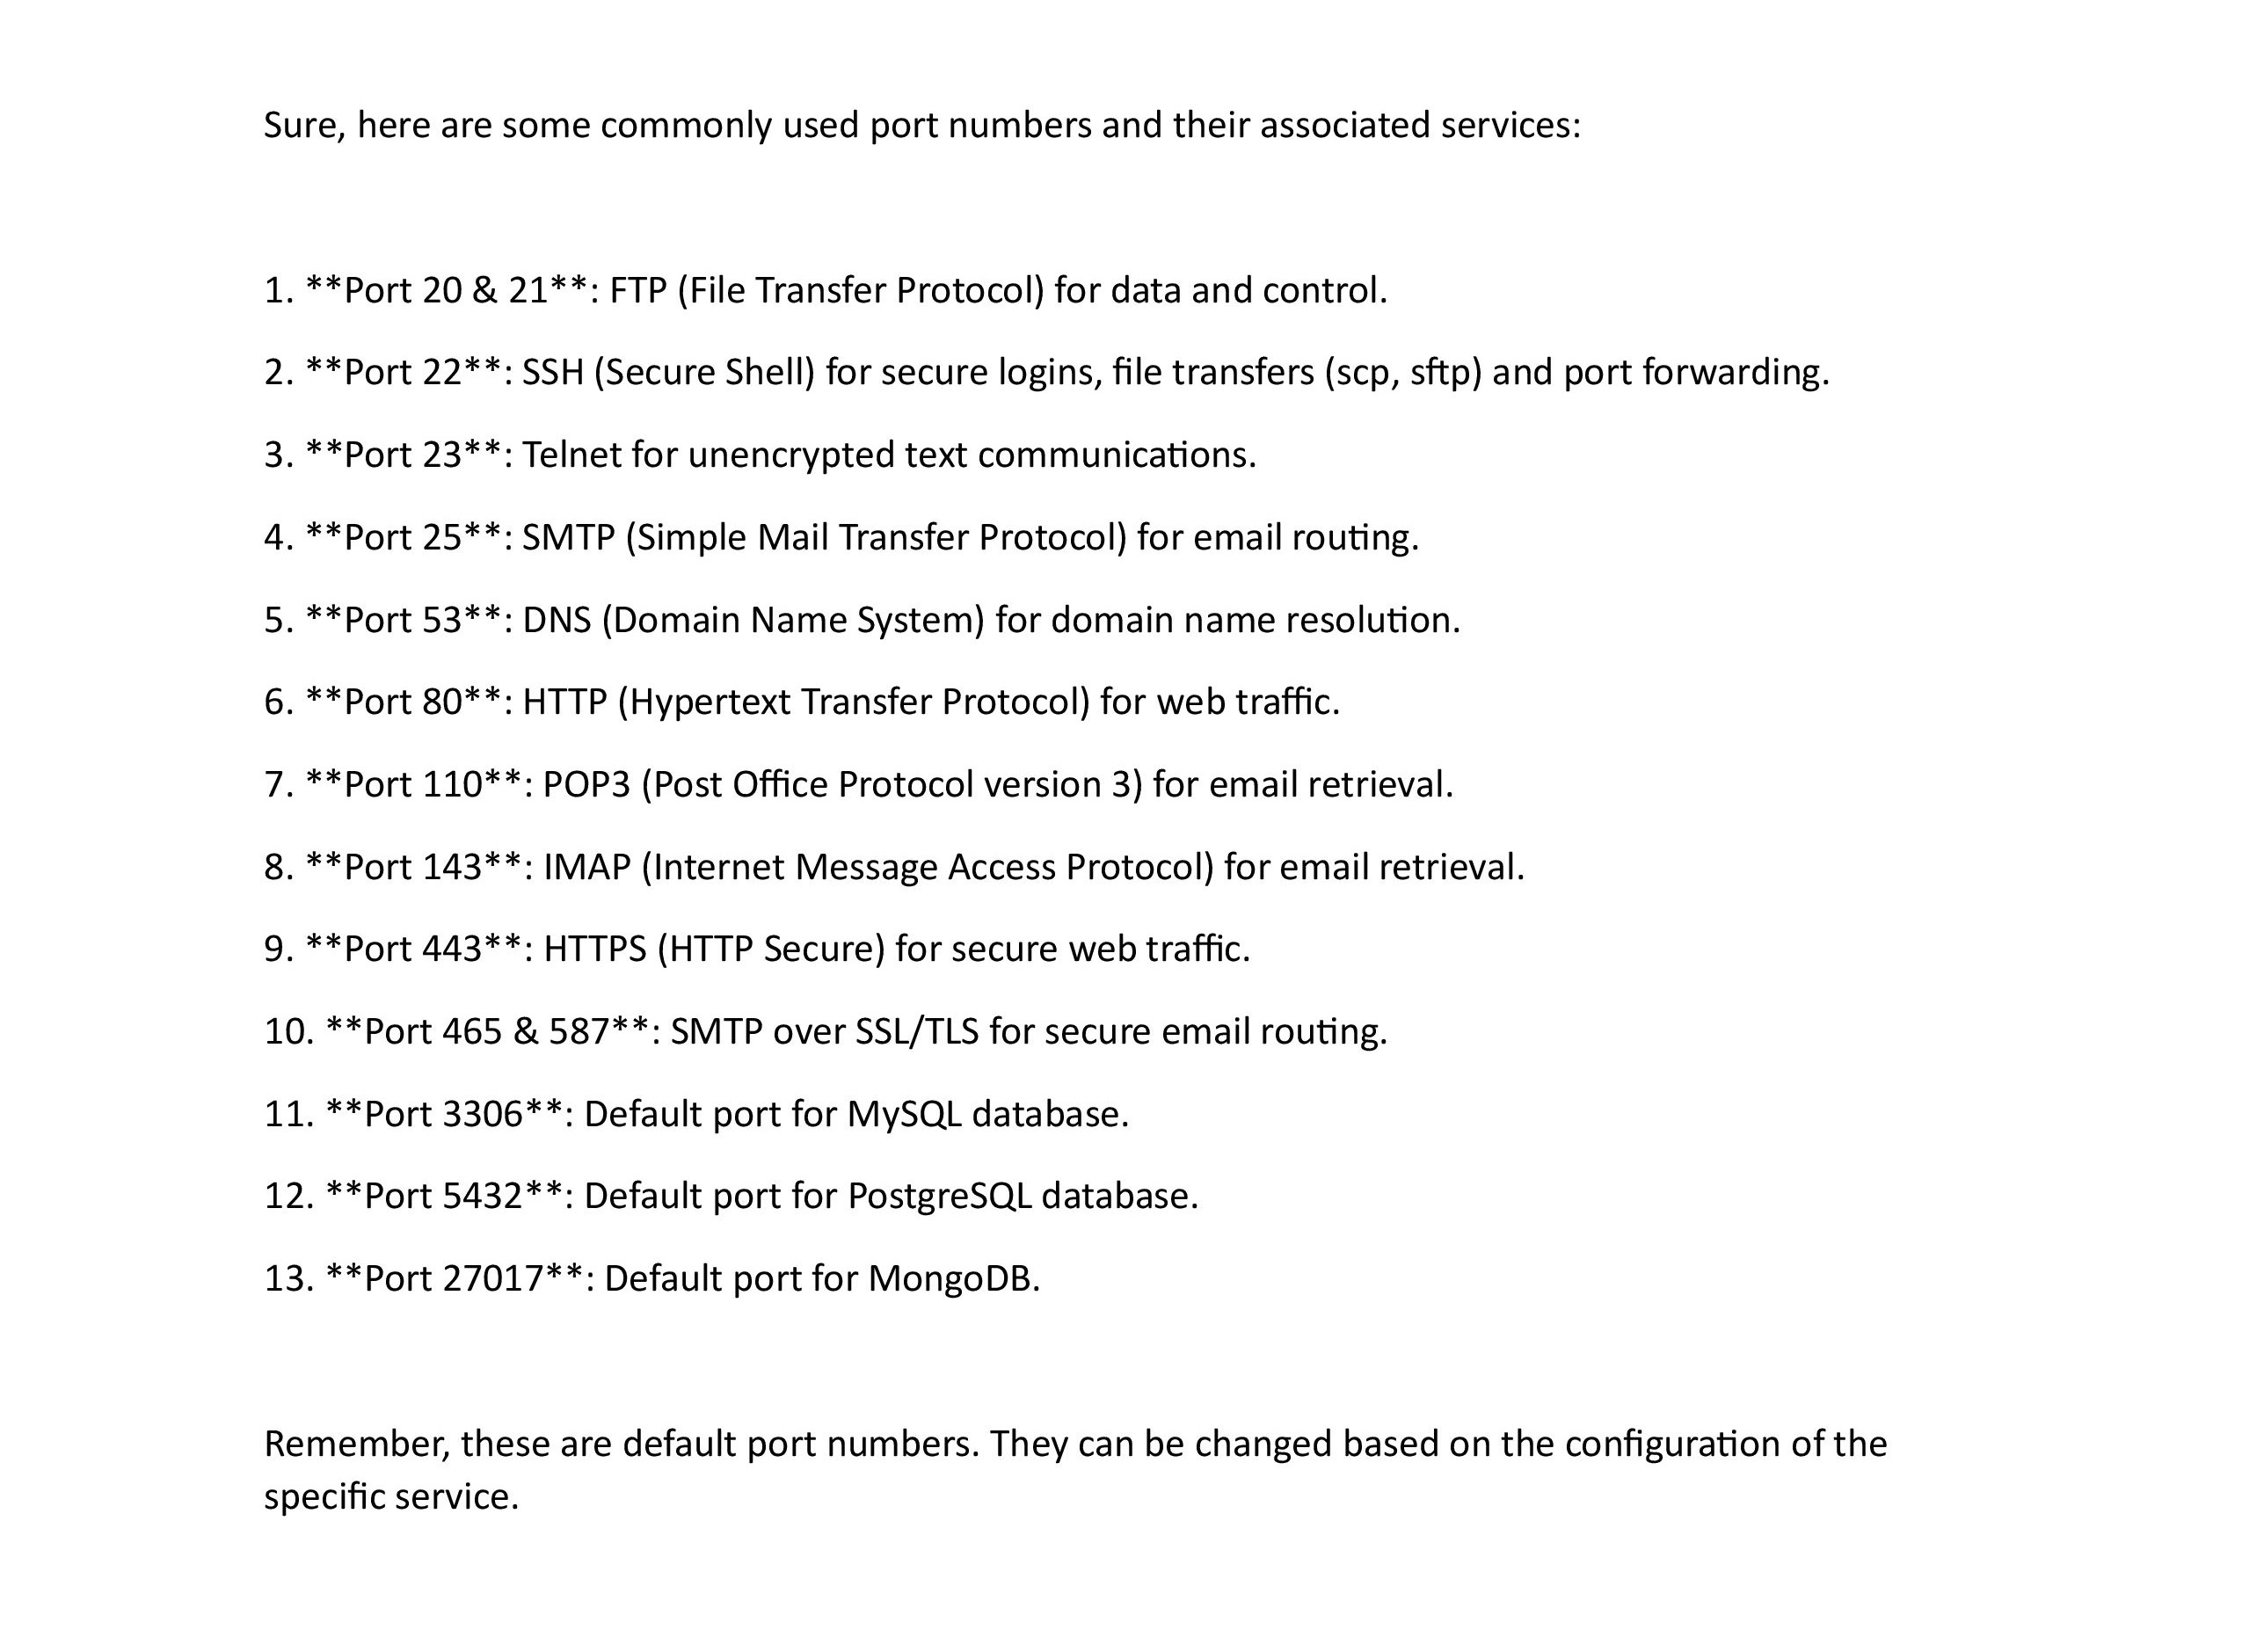 Sure, here are some commonly used port numbers and their associated services:
1. **Port 20 & 21**: FTP (File Transfer Protocol) for data and control.
2. **Port 22**: SSH (Secure Shell) for secure logins, file transfers (scp, sftp) and port forwarding.
3. **Port 23**: Telnet for unencrypted text communications.
4. **Port 25**: SMTP (Simple Mail Transfer Protocol) for email routing.
5. **Port 53**: DNS (Domain Name System) for domain name resolution.
6. **Port 80**: HTTP (Hypertext Transfer Protocol) for web traffic.
7. **Port 110**: POP3 (Post Office Protocol version 3) for email retrieval.
8. **Port 143**: IMAP (Internet Message Access Protocol) for email retrieval.
9. **Port 443**: HTTPS (HTTP Secure) for secure web traffic.
10. **Port 465 & 587**: SMTP over SSL/TLS for secure email routing.
11. **Port 3306**: Default port for MySQL database.
12. **Port 5432**: Default port for PostgreSQL database.
13. **Port 27017**: Default port for MongoDB.
Remember, these are default port numbers. They can be changed based on the configuration of the
specific service.